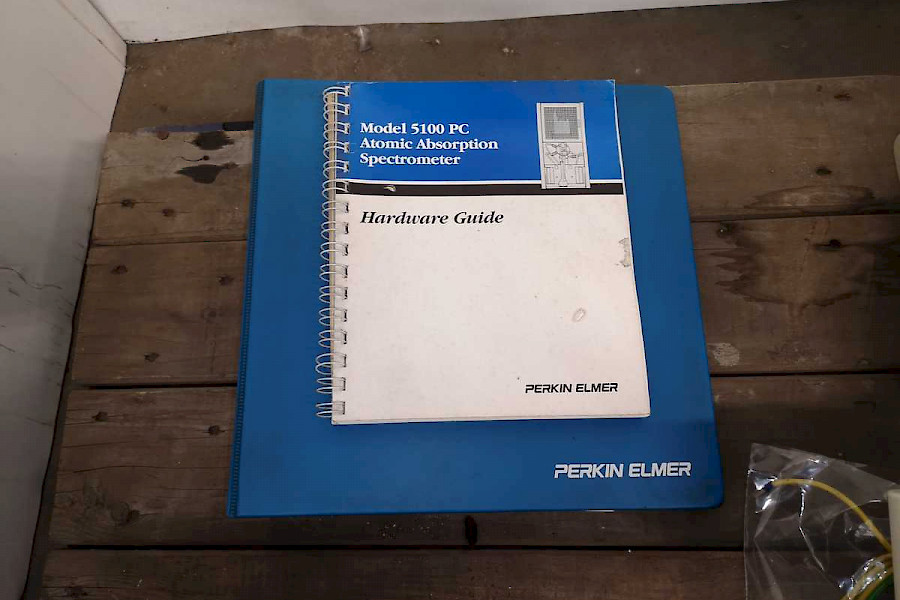 Model 5100 PC
Atomic Absorption
Spectrometer
Hardware Guide
PERKIN ELMER
PERKIN ELMER